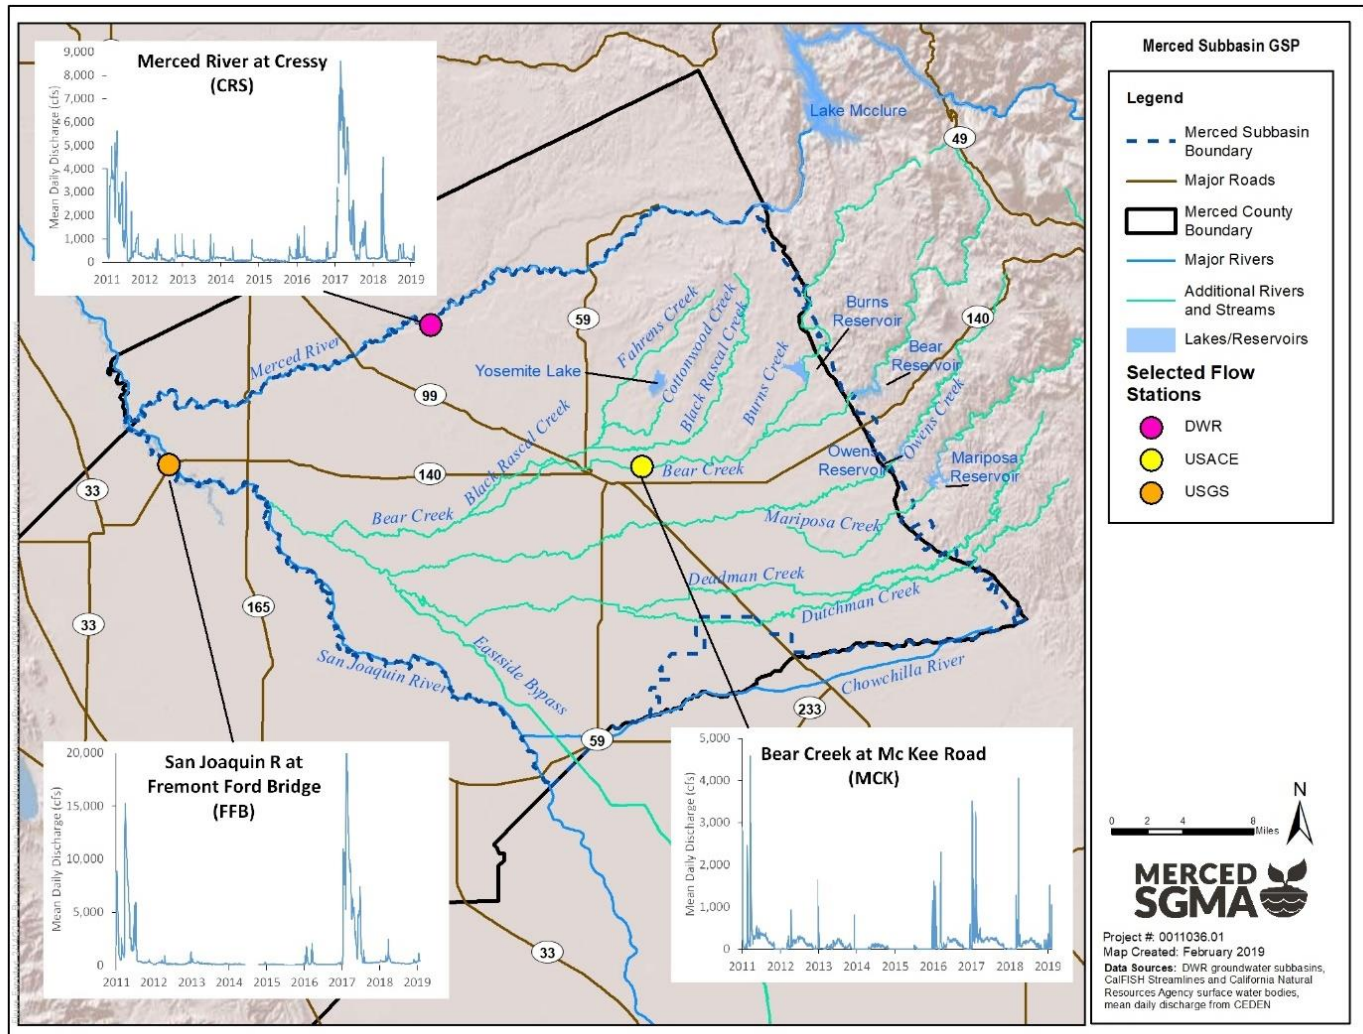 Merced River at Cressy
(CRS)
Mean Daily Discharge (cfs)
9,000
8,000
7,000
6,000
5,000
4,000
3,000
2,000
1,000
0
2011 2012 2013 2014 2015 2016 2017 2018 2019
Lake Mcclure
49
59
Merced River
Fahrens Creek
Cottonwood Creek
Black Rascal Creek
Burns Creek
Burns
Reservoir
140
Bear
Reservoir
Yosemite Lake
99
Black Rascal Creek
Owens Creek
Owens
Reservoir
Mariposa
Reservoir
Bear Creek
140
33
Bear Creek
Mariposa Creek
Deadman Creek
Dutchman Creek
165
33
San Joaquin River
Eastside Bypass
Chowchilla River
233
59
33
San Joaquin R at
Fremont Ford Bridge
(FFB)
Mean Daily Discharge (cfs)
20,000
15,000
10,000
5,000
0
2011 2012 2013 2014 2015 2016 2017 2018 2019
Bear Creek at Mc Kee Road
(MCK)
Mean Daily Discharge (cfs)
5,000
4,000
3,000
2,000
1,000
0
2011 2012 2013 2014 2015 2016 2017 2018 2019
Merced Subbasin GSP
Legend
Merced Subbasin
Boundary
Major Roads
Merced County
Boundary
Major Rivers
Additional Rivers
and Streams
Lakes/Reservoirs
Selected Flow
Stations
DWR
USACE
USGS
N
0 2 4 8
Miles
MERCED
SGMA
Project #: 0011036.01
Map Created: February 2019
Data Sources: DWR groundwater subbasins,
CalFISH Streamlines and California Natural
Resources Agency surface water bodies,
mean daily discharge from CEDEN